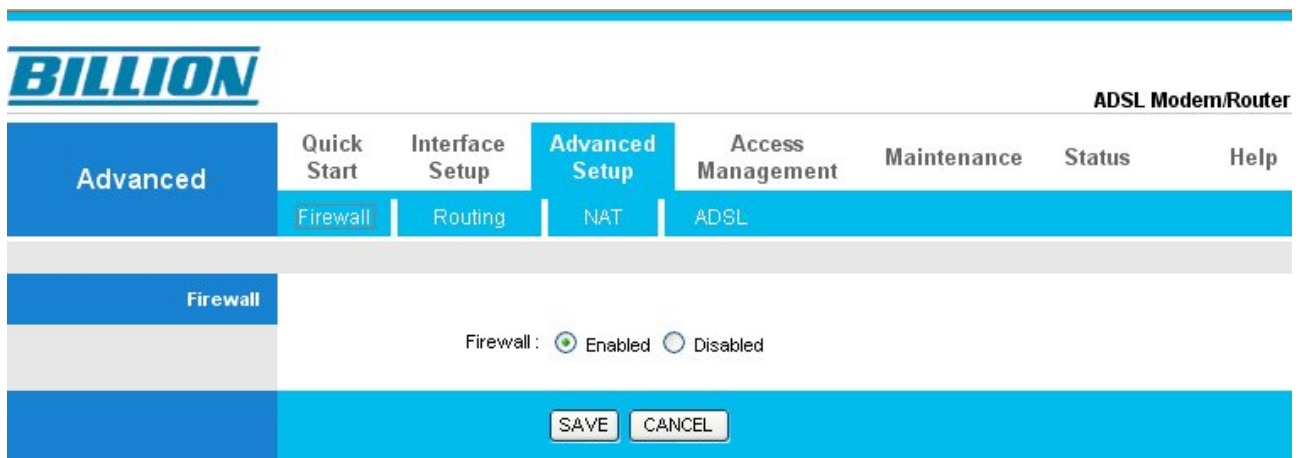 BILLION
ADSL Modem/Router
Advanced
Quick Start
Interface Setup
Advanced Setup
Access Management
Maintenance
Status
Help
Firewall
Routing
NAT
ADSL
Firewall
Firewall : Enabled Disabled
SAVE CANCEL